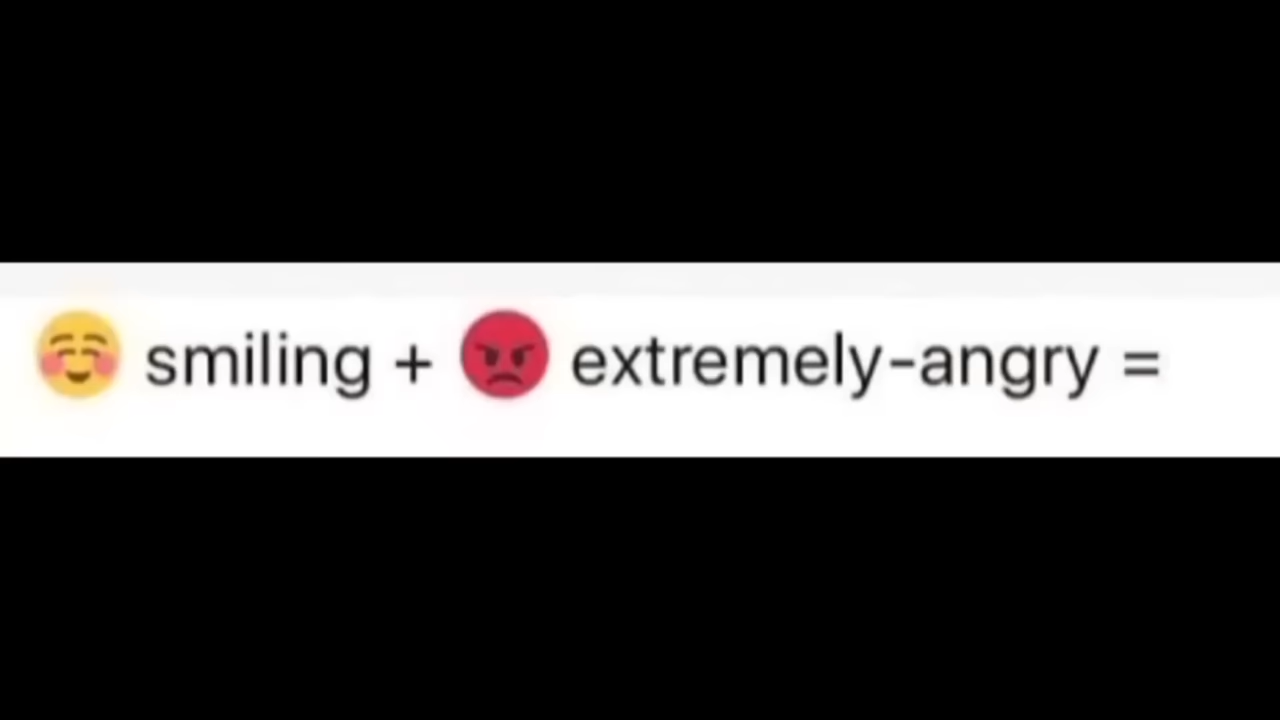 ☺️ smiling + 😡 extremely-angry =